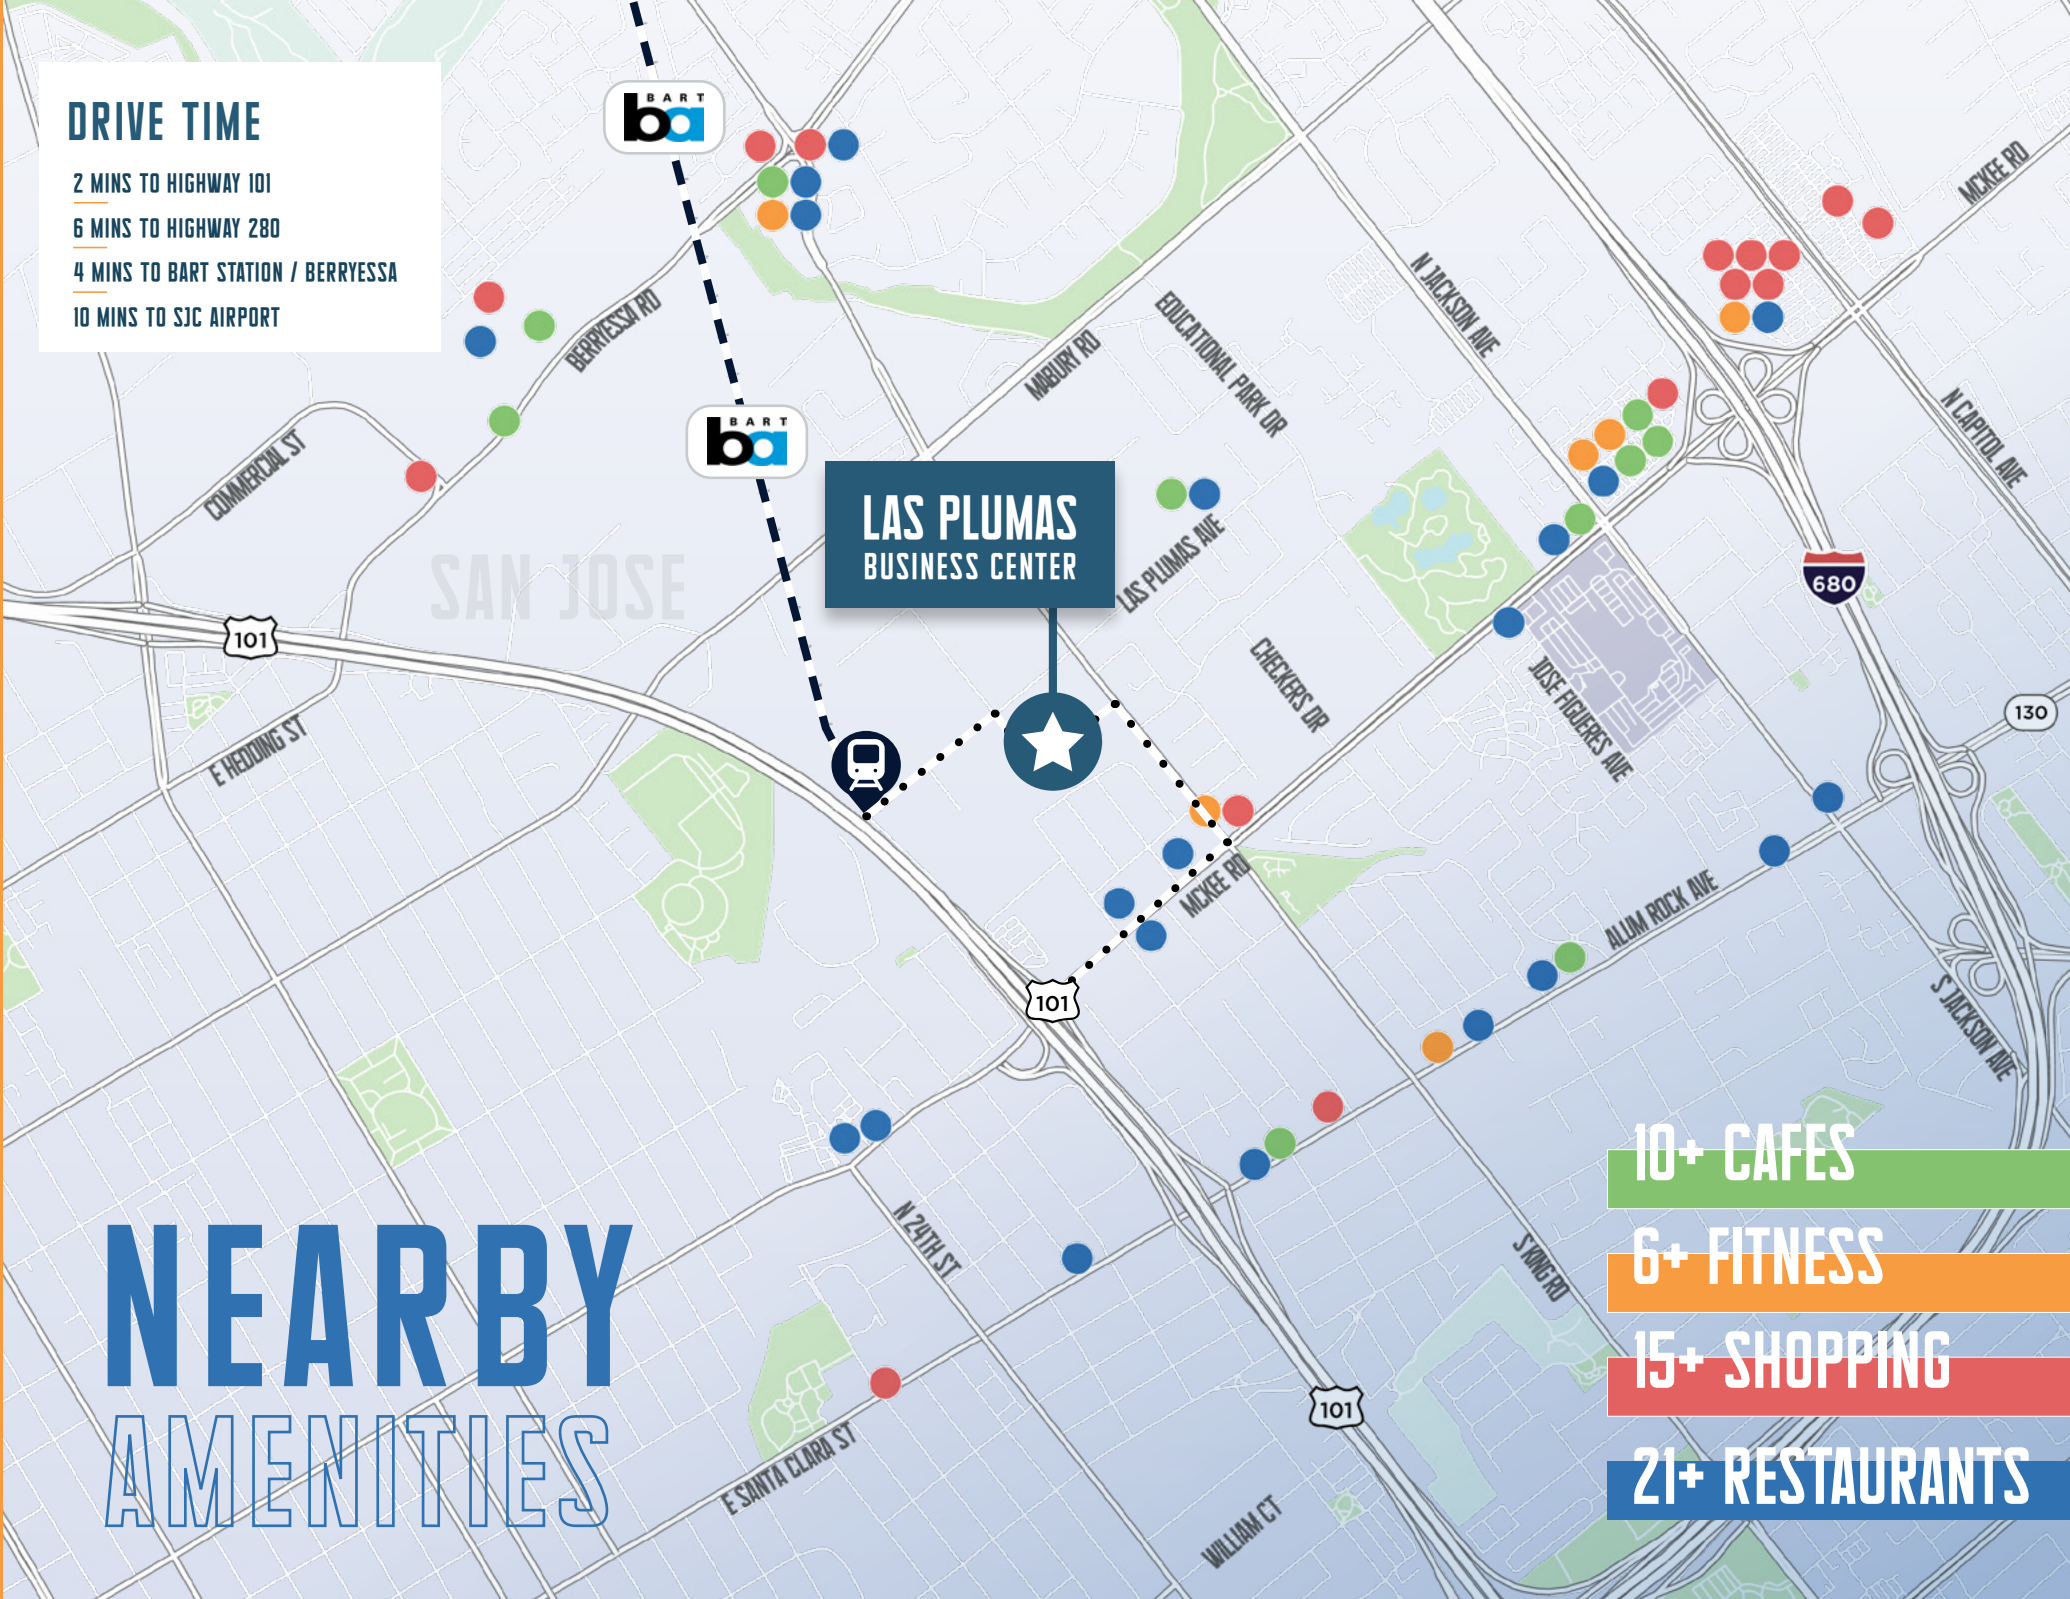 DRIVE TIME
2 MINS TO HIGHWAY 101
6 MINS TO HIGHWAY 280
4 MINS TO BART STATION / BERRYESSA
10 MINS TO SJC AIRPORT
BART
ba
BART
ba
MCKEE RD
N JACKSON AVE
EDUCATIONAL PARK DR
BERRYESSA RD
MABURY RD
N CAPITOL AVE
COMMERCIAL ST
LAS PLUMAS
BUSINESS CENTER
LAS PLUMAS AVE
SAN JOSE
680
101
CHECKERS DR
JOSE FIGUERES AVE
130
E HEDDING ST
MCKEE RD
ALUM ROCK AVE
101
S JACKSON AVE
N 24TH ST
S KING RD
10+ CAFES
6+ FITNESS
15+ SHOPPING
21+ RESTAURANTS
NEARBY
AMENITIES
101
E SANTA CLARA ST
WILLIAM CT